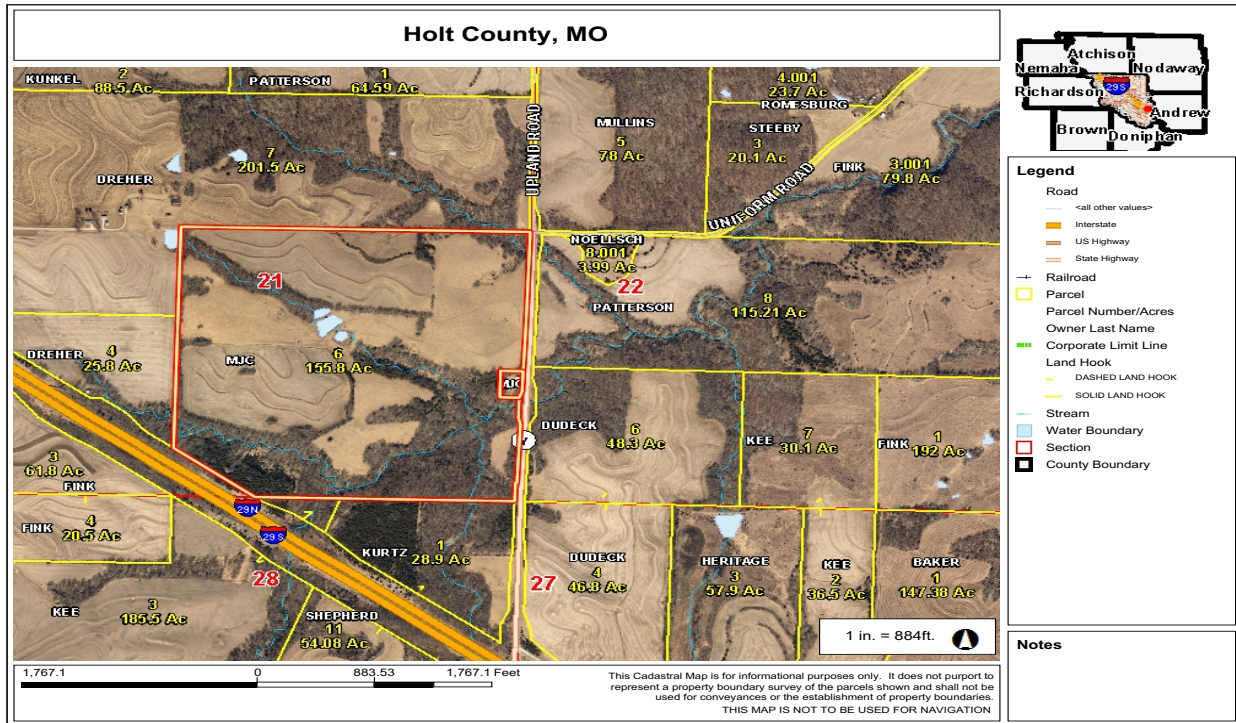 Holt County, MO
KUNKEL
2
88.5 Ac
PATTERSON
1
64.59 Ac
4.001
23.7 Ac
ROMESBURG
MULLINS
5
78 Ac
STEEBY
3
20.1 Ac
FINK
3.001
79.8 Ac
UPLAND ROAD
UNIFORM ROAD
DREHER
7
201.5 Ac
NOELLSCH
8.001
3.99 Ac
21
22
PATTERSON
8
115.21 Ac
DREHER
4
25.8 Ac
MJC
6
155.8 Ac
MJC
DUDECK
6
48.3 Ac
KEE
7
30.1 Ac
FINK
1
192 Ac
3
61.8 Ac
FINK
FINK
4
20.5 Ac
29N
29 S
KURTZ
1
28.9 Ac
28
27
DUDECK
4
46.8 Ac
HERITAGE
3
57.9 Ac
KEE
2
36.5 Ac
BAKER
1
147.38 Ac
KEE
3
185.5 Ac
SHEPHERD
11
54.08 Ac
1 in. = 884ft.
1,767.1
0
883.53
1,767.1 Feet
This Cadastral Map is for informational purposes only. It does not purport to
represent a property boundary survey of the parcels shown and shall not be
used for conveyances or the establishment of property boundaries.
THIS MAP IS NOT TO BE USED FOR NAVIGATION
Atchison
Nemaha
Nodaway
Richardson
29 S
Andrew
Brown
Doniphan
Legend
Road
<all other values>
Interstate
US Highway
State Highway
Railroad
Parcel
Parcel Number/Acres
Owner Last Name
Corporate Limit Line
Land Hook
DASHED LAND HOOK
SOLID LAND HOOK
Stream
Water Boundary
Section
County Boundary
Notes